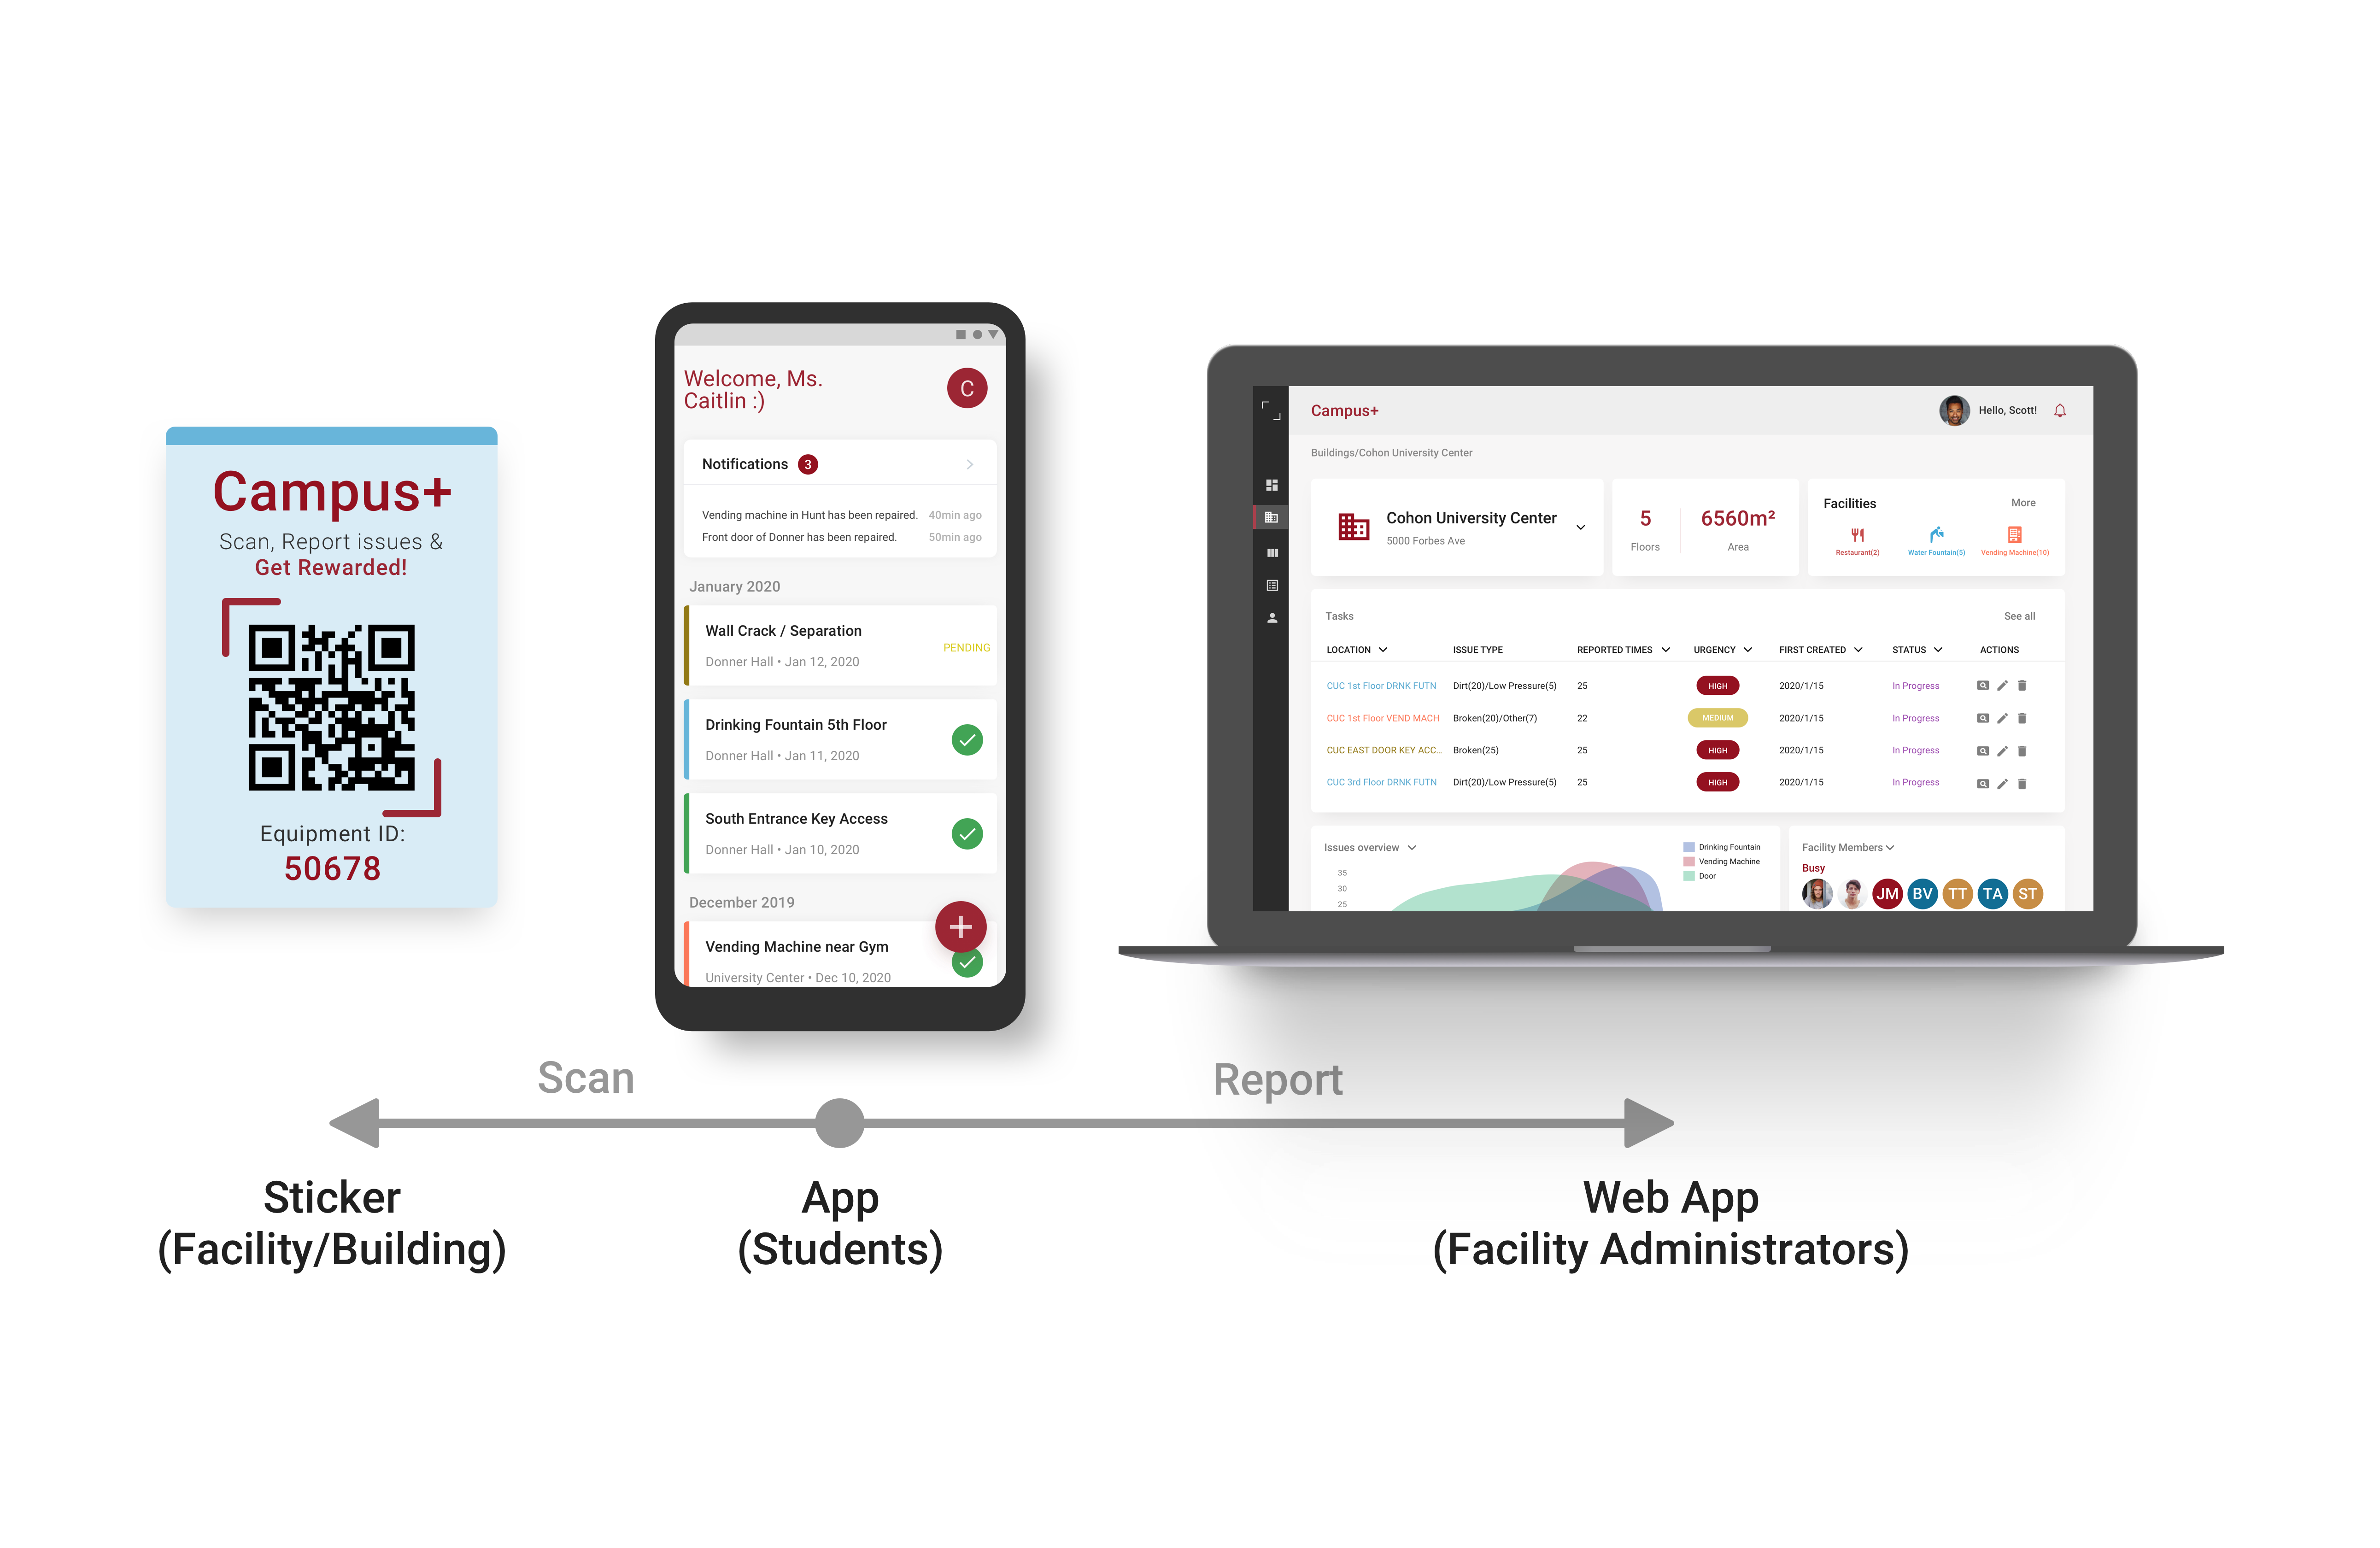 Campus+
Scan, Report issues &
Get Rewarded!
Equipment ID:
50678
Welcome, Ms.
Caitlin :)
C
Notifications 3
Vending machine in Hunt has been repaired. 40min ago
Front door of Donner has been repaired. 50min ago
January 2020
Wall Crack / Separation
PENDING
Donner Hall • Jan 12, 2020
Drinking Fountain 5th Floor
Donner Hall • Jan 11, 2020
South Entrance Key Access
Donner Hall • Jan 10, 2020
December 2019
Vending Machine near Gym
University Center • Dec 10, 2020
Campus+
Hello, Scott!
Buildings/Cohon University Center
Cohon University Center
5000 Forbes Ave
5
Floors
6560m²
Area
Facilities More
Restaurant(2) Water Fountain(5) Vending Machine(10)
Tasks See all
LOCATION ISSUE TYPE REPORTED TIMES URGENCY FIRST CREATED STATUS ACTIONS
CUC 1st Floor DRNK FUTN Dirt(20)/Low Pressure(5) 25 HIGH 2020/1/15 In Progress
CUC 1st Floor VEND MACH Broken(20)/Other(7) 22 MEDIUM 2020/1/15 In Progress
CUC EAST DOOR KEY ACC... Broken(25) 25 HIGH 2020/1/15 In Progress
CUC 3rd Floor DRNK FUTN Dirt(20)/Low Pressure(5) 25 HIGH 2020/1/15 In Progress
Issues overview
35
30
25
Drinking Fountain
Vending Machine
Door
Facility Members
Busy
JM BV TT TA ST
Scan
Report
Sticker
(Facility/Building)
App
(Students)
Web App
(Facility Administrators)